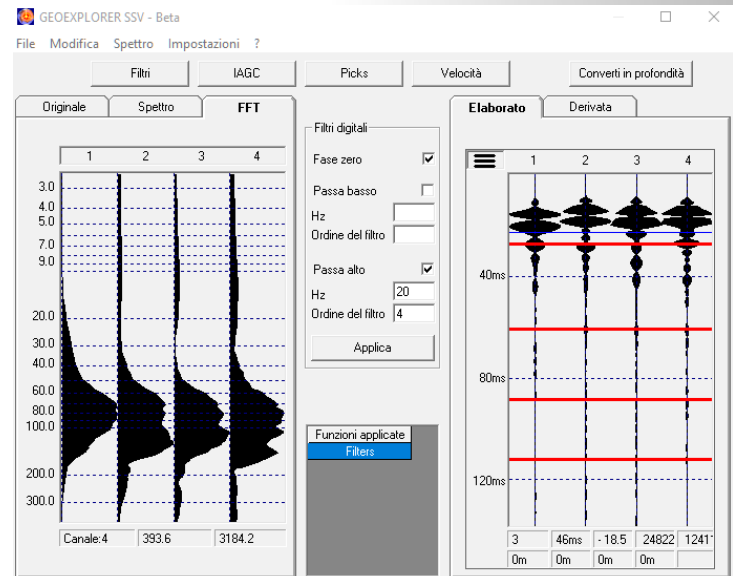 GEOEXPLORER SSV - Beta
File Modifica Spettro Impostazioni ?
Filtri IAGC Picks Velocità Converti in profondità
Originale Spettro FFT
1 2 3 4
3.0
4.0
5.0
7.0
9.0
20.0
30.0
40.0
60.0
80.0
100.0
200.0
300.0
Canale:4 393.6 3184.2
Filtri digitali
Fase zero
Passa basso
Hz
Ordine del filtro
Passa alto
Hz 20
Ordine del filtro 4
Applica
Funzioni applicate
Filters
Elaborato Derivata
1 2 3 4
40ms
80ms
120ms
3 46ms - 18.5 24822 1241
0m 0m 0m 0m